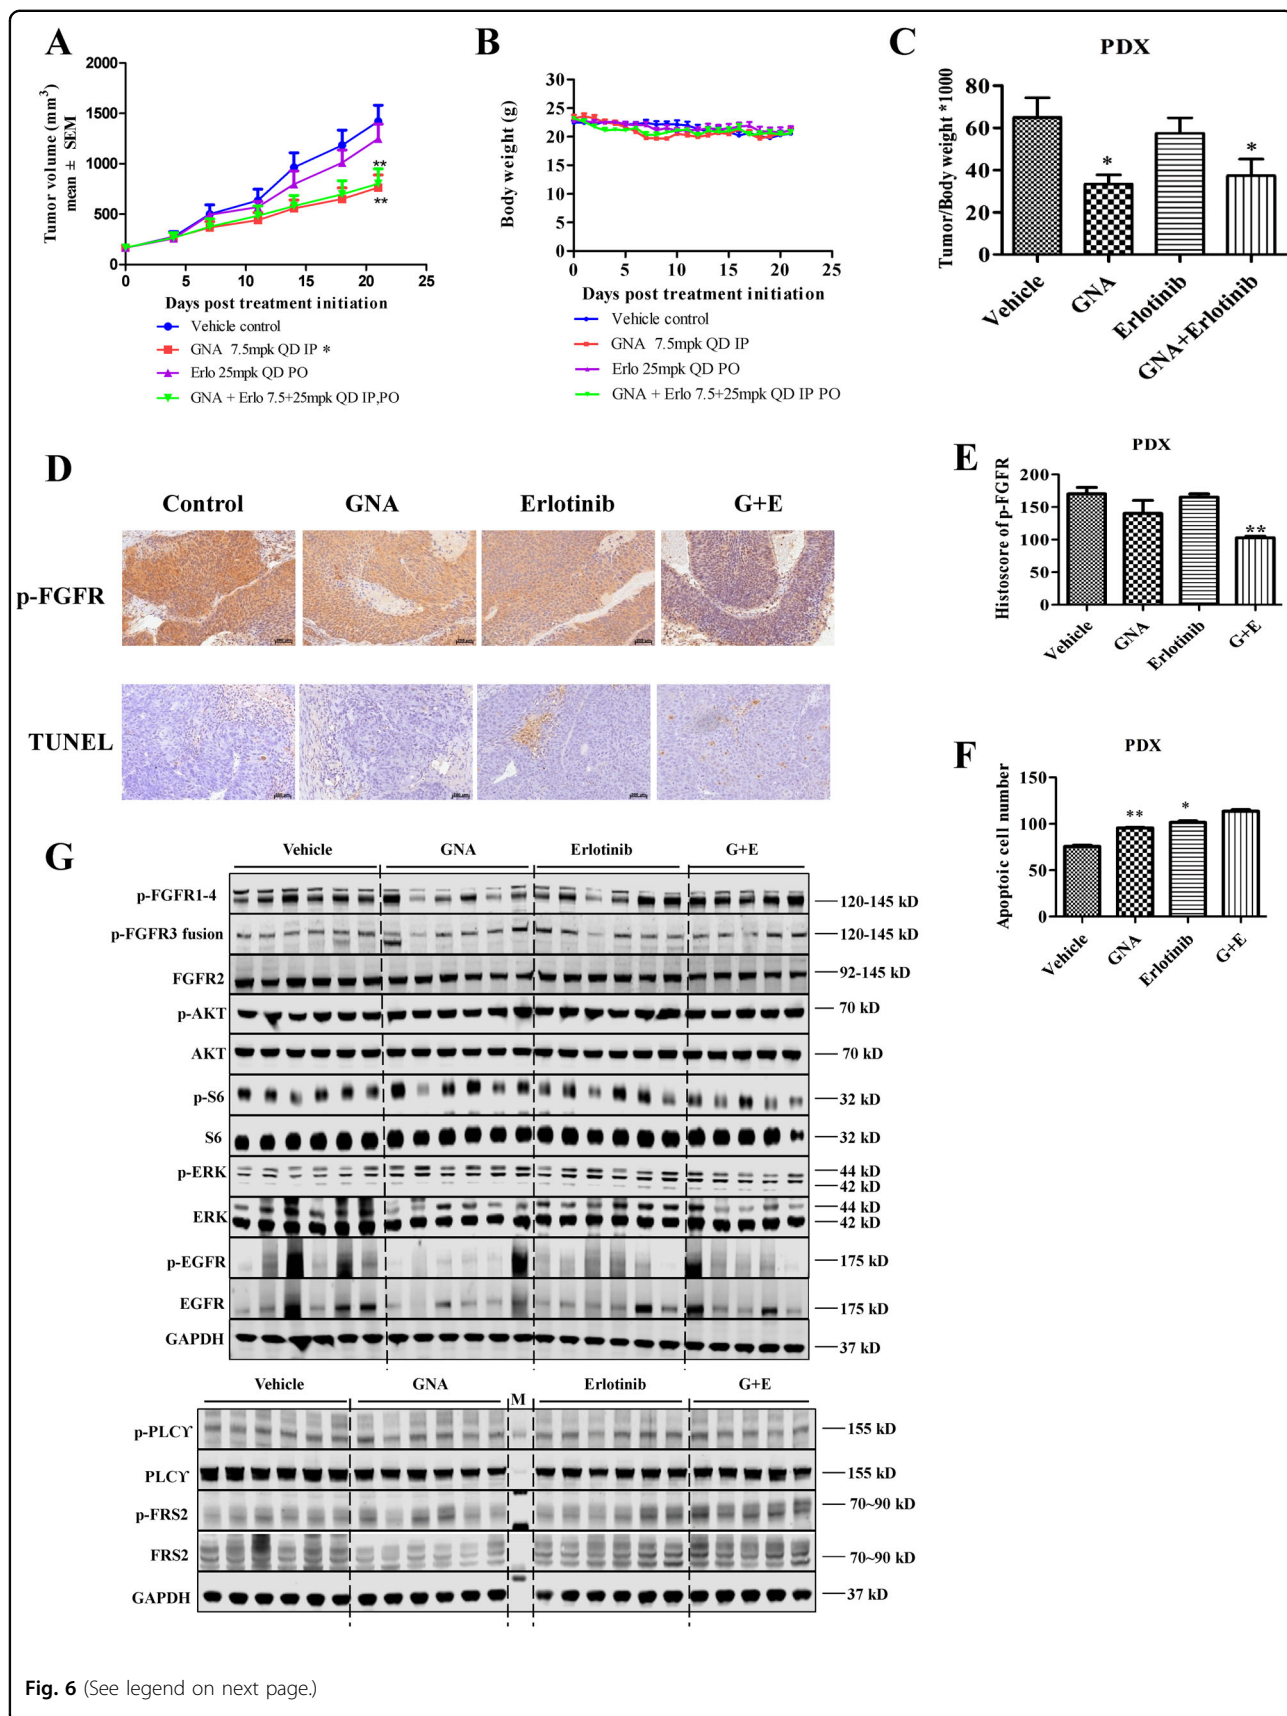 A
2000
1500
1000
500
0
Tumor volume (mm³)
mean ± SEM
**
**
0 5 10 15 20 25
Days post treatment initiation
Vehicle control
GNA 7.5mpk QD IP *
Erlo 25mpk QD PO
GNA + Erlo 7.5+25mpk QD IP,PO
B
30
25
20
15
10
5
0
Body weight (g)
0 5 10 15 20 25
Days post treatment initiation
Vehicle control
GNA 7.5mpk QD IP
Erlo 25mpk QD PO
GNA + Erlo 7.5+25mpk QD IP PO
C
PDX
80
60
40
20
0
Tumor/Body weight *1000
*
*
Vehicle
GNA
Erlotinib
GNA+Erlotinib
D
Control GNA Erlotinib G+E
p-FGFR
TUNEL
E
PDX
200
150
100
50
0
Histoscore of p-FGFR
**
Vehicle
GNA
Erlotinib
G+E
F
PDX
150
100
50
0
Apoptoic cell number
**
*
Vehicle
GNA
Erlotinib
G+E
G
Vehicle GNA Erlotinib G+E
p-FGFR1-4 120-145 kD
p-FGFR3 fusion 120-145 kD
FGFR2 92-145 kD
p-AKT 70 kD
AKT 70 kD
p-S6 32 kD
S6 32 kD
p-ERK 44 kD
42 kD
ERK 44 kD
42 kD
p-EGFR 175 kD
EGFR 175 kD
GAPDH 37 kD
Vehicle GNA M Erlotinib G+E
p-PLCϒ 155 kD
PLCϒ 155 kD
p-FRS2 70~90 kD
FRS2 70~90 kD
GAPDH 37 kD
Fig. 6 (See legend on next page.)